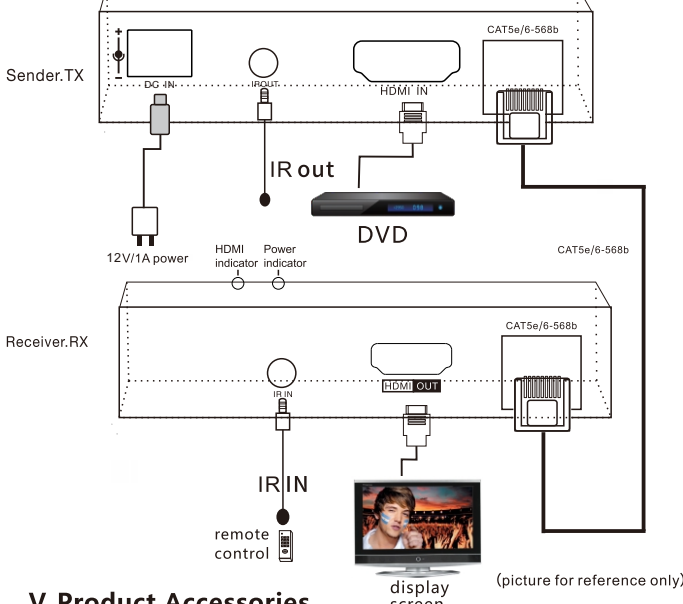 CAT5e/6-568b
+
–
Sender.TX
DC IN
IROUT
HDMI IN
IR out
DVD
12V/1A power
HDMI
indicator
Power
indicator
CAT5e/6-568b
Receiver.RX
CAT5e/6-568b
IR IN
HDMI OUT
IR IN
remote
control
display
screen
(picture for reference only)
V. Product Accessories